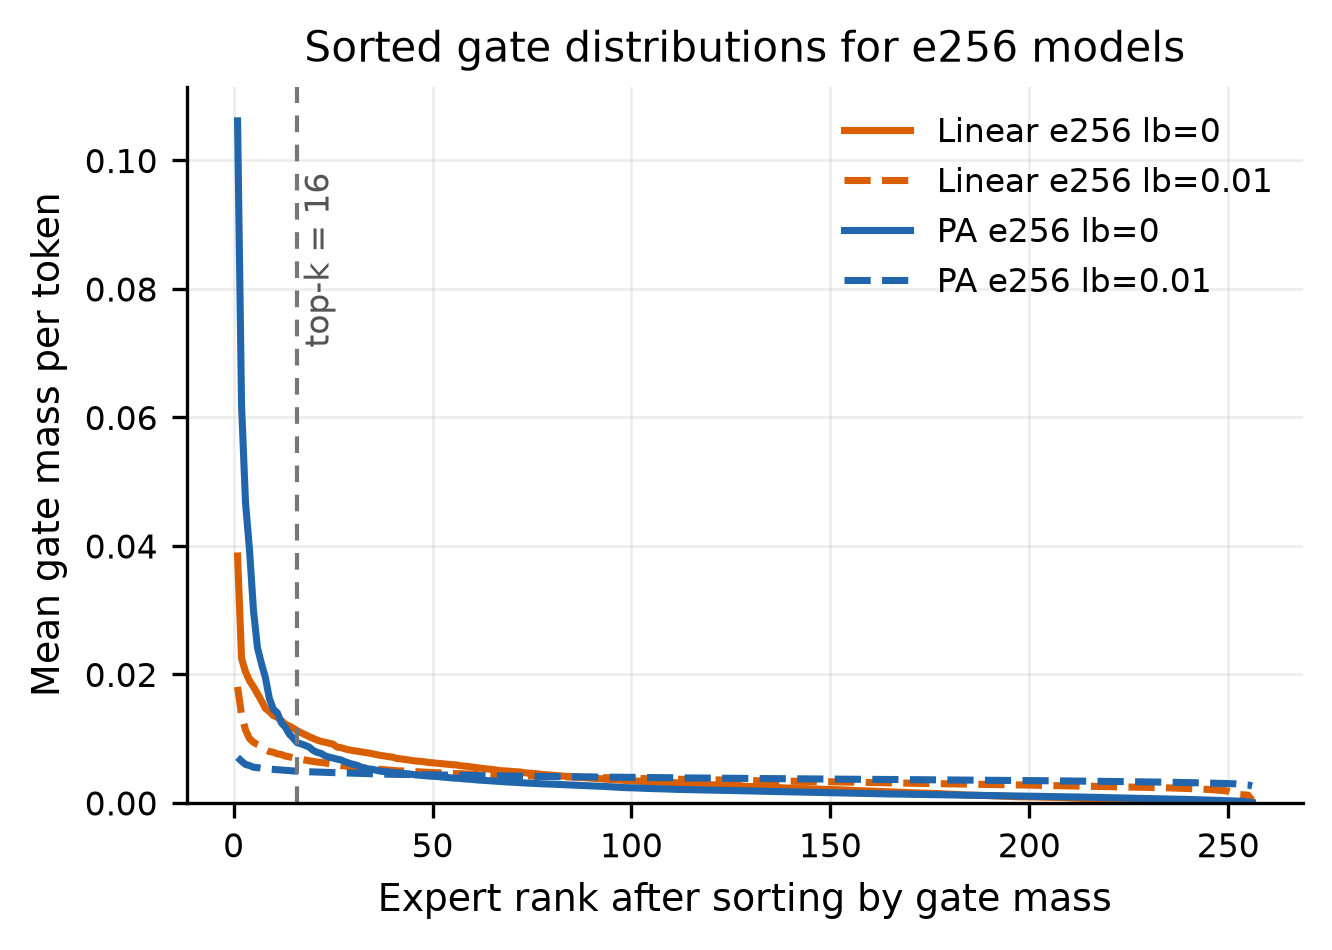 Sorted gate distributions for e256 models
Linear e256 lb=0
Linear e256 lb=0.01
PA e256 lb=0
PA e256 lb=0.01
top-k = 16
Mean gate mass per token
0.10
0.08
0.06
0.04
0.02
0.00
0 50 100 150 200 250
Expert rank after sorting by gate mass